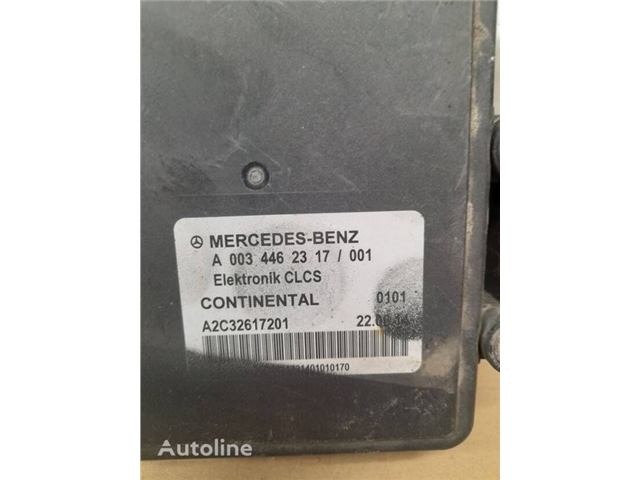 MERCEDES-BENZ
A 003 446 23 17 / 001
Elektronik CLCS
CONTINENTAL 0101
A2C32617201
Autoline